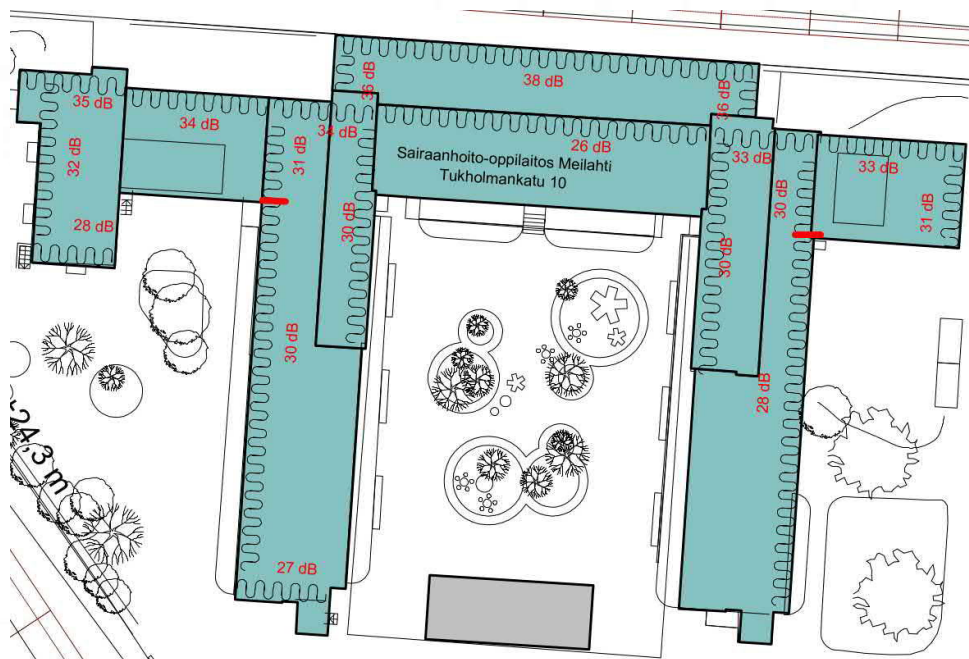 38 dB
36 dB
36 dB
35 dB
34 dB
34 dB
31 dB
32 dB
28 dB
26 dB
Sairaanhoito-oppilaitos Meilahti
Tukholmankatu 10
33 dB
33 dB
30 dB
31 dB
30 dB
30 dB
30 dB
28 dB
27 dB
+24,3 m